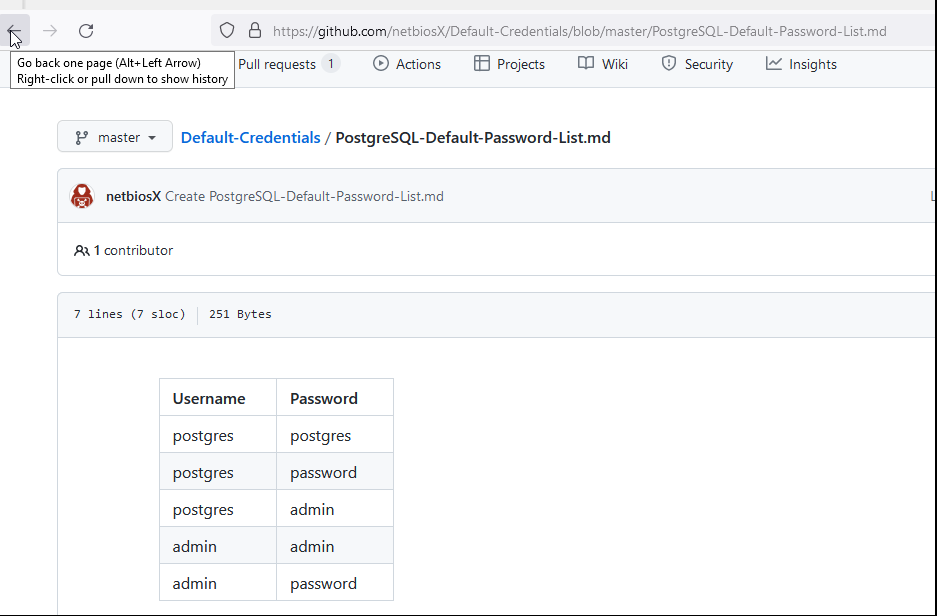 https://github.com/netbiosX/Default-Credentials/blob/master/PostgreSQL-Default-Password-List.md
Go back one page (Alt+Left Arrow)
Right-click or pull down to show history
Pull requests 1 Actions Projects Wiki Security Insights
master Default-Credentials / PostgreSQL-Default-Password-List.md
netbiosX Create PostgreSQL-Default-Password-List.md
1 contributor
7 lines (7 sloc) 251 Bytes
Username Password
postgres postgres
postgres password
postgres admin
admin admin
admin password